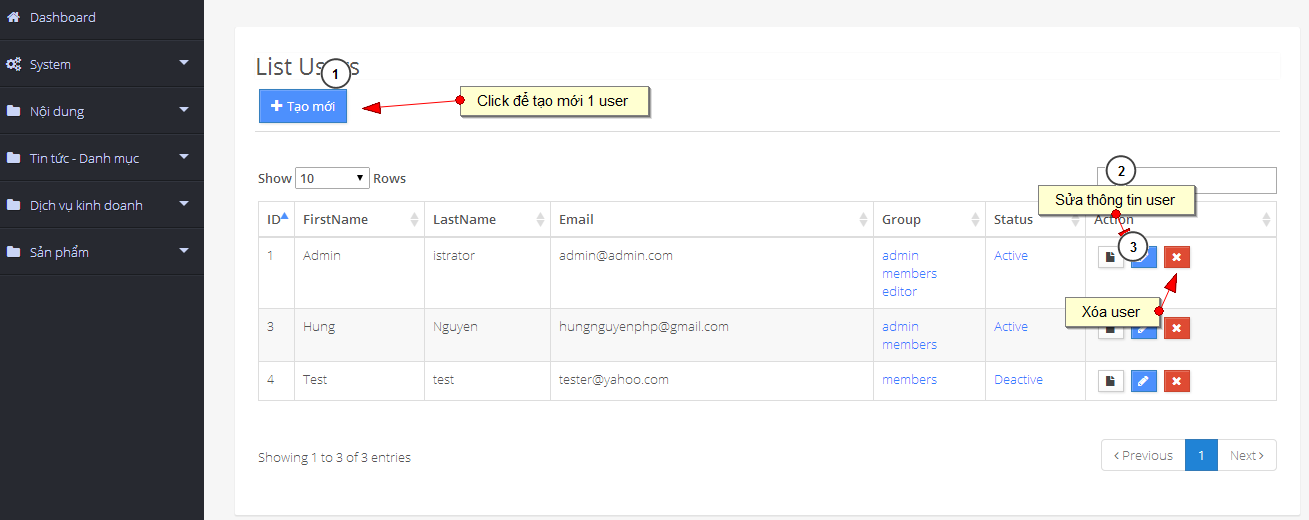 Dashboard
System
Nội dung
Tin tức - Danh mục
Dịch vụ kinh doanh
Sản phẩm
List Users
1
Tạo mới
Click để tạo mới 1 user
Show 10 Rows
2
Sửa thông tin user
ID FirstName LastName Email Group Status Action
3
1 Admin istrator admin@admin.com admin Active
members
editor
Xóa user
3 Hung Nguyen hungnguyenphp@gmail.com admin Active
members
4 Test test tester@yahoo.com members Deactive
Showing 1 to 3 of 3 entries
Previous 1 Next